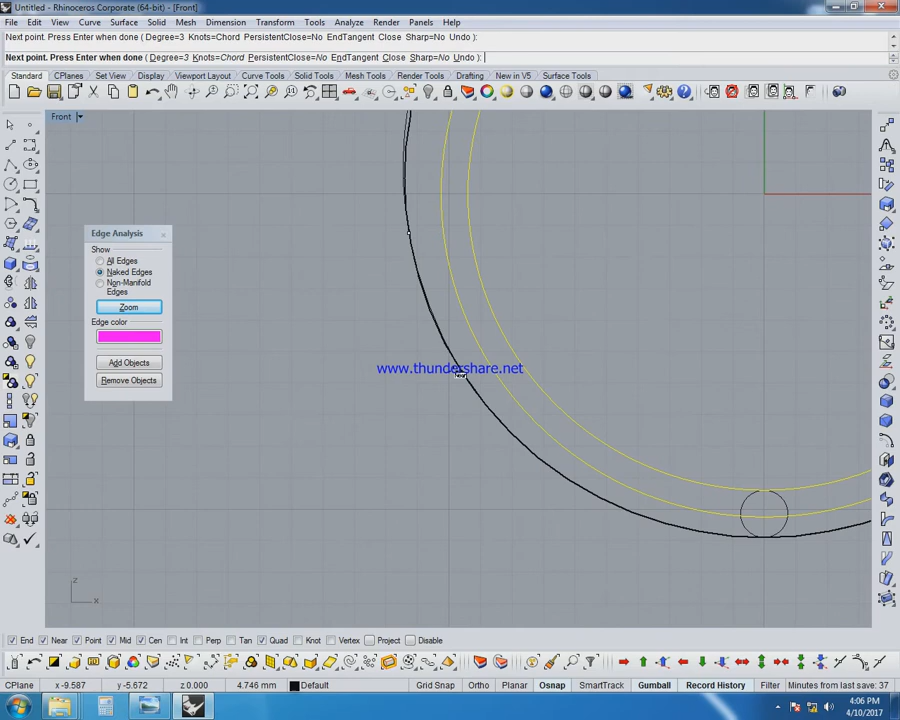 Untitled - Rhinoceros Corporate (64-bit) - [Front]
File Edit View Curve Surface Solid Mesh Dimension Transform Tools Analyze Render Panels Help
Next point. Press Enter when done ( Degree=3 Knots=Chord PersistentClose=No EndTangent Close Sharp=No Undo ):
Next point. Press Enter when done ( Degree=3 Knots=Chord PersistentClose=No EndTangent Close Sharp=No Undo ):
Standard CPlanes Set View Display Viewport Layout Curve Tools Solid Tools Mesh Tools Render Tools Drafting New in V5 Surface Tools
Front
Edge Analysis
Show
All Edges
Naked Edges
Non-Manifold
Edges
Zoom
Edge color
Add Objects
Remove Objects
www.thundershare.net
Near
z
x
End Near Point Mid Cen Int Perp Tan Quad Knot Vertex Project Disable
CPlane x -9.587 y -5.672 z 0.000 4.746 mm Default Grid Snap Ortho Planar Osnap SmartTrack Gumball Record History Filter Minutes from last save: 37
4:06 PM
4/10/2017